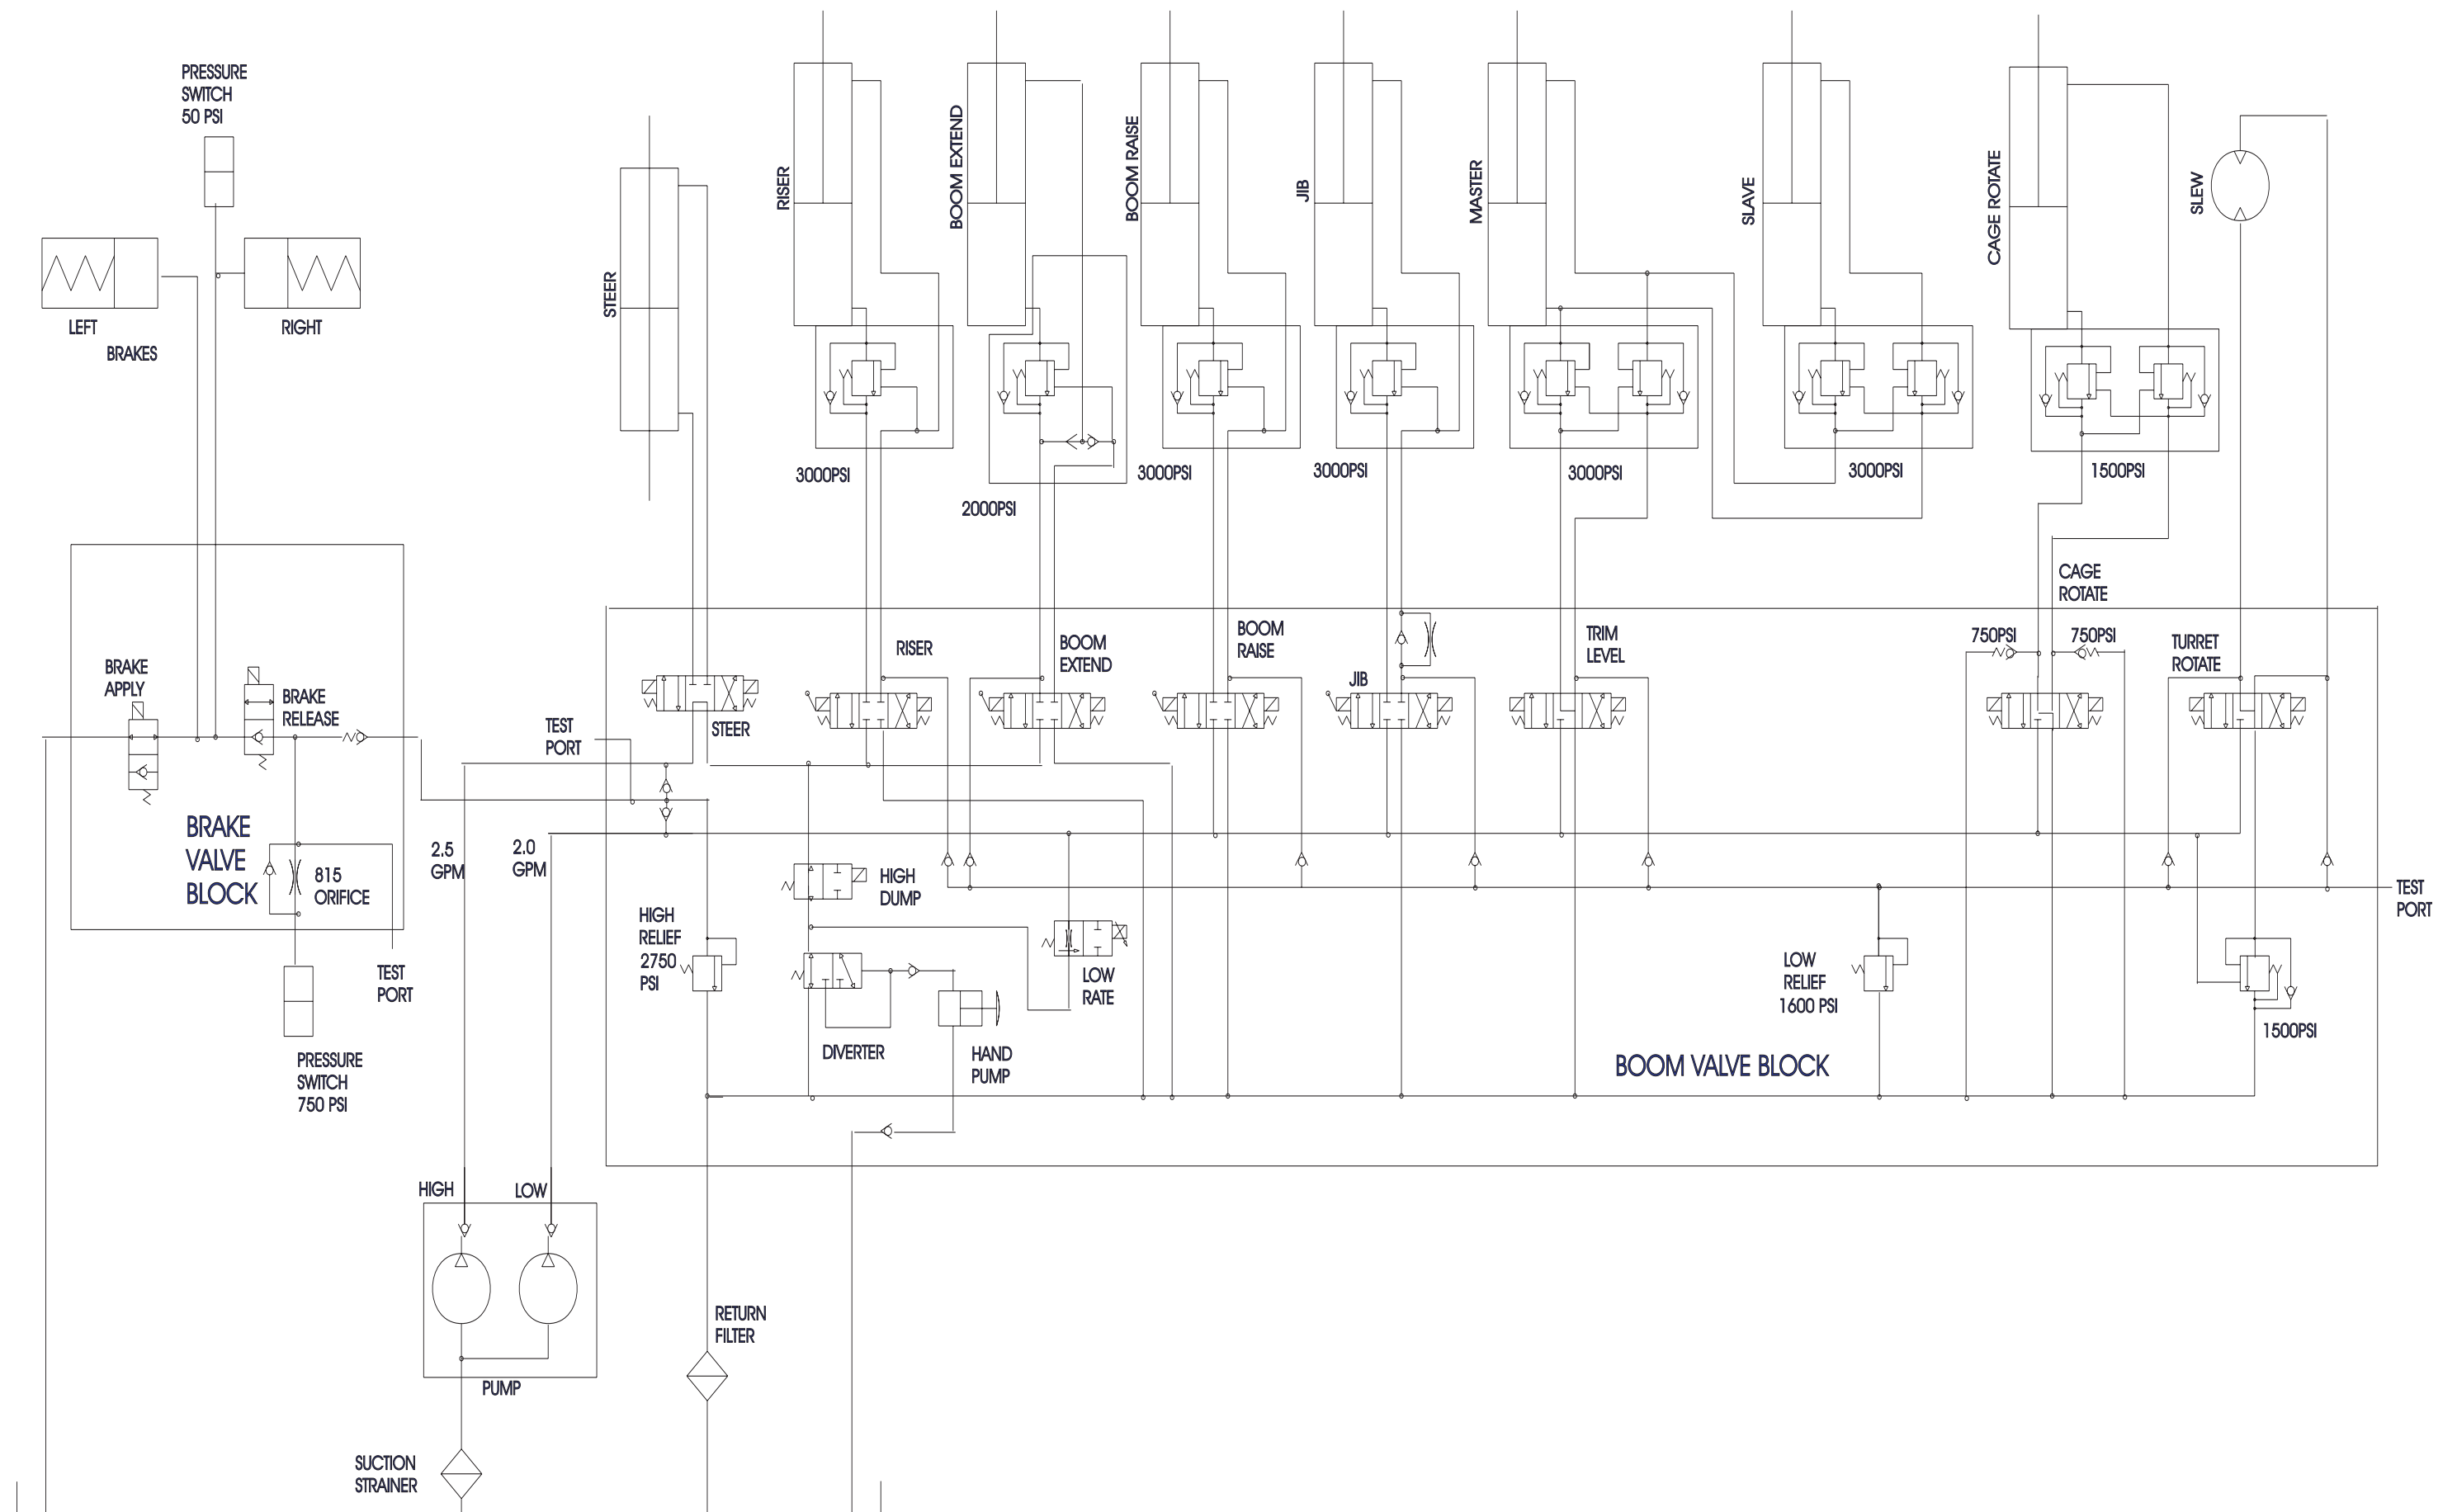 PRESSURE
SWITCH
50 PSI
LEFT
RIGHT
BRAKES
STEER
RISER
BOOM EXTEND
BOOM RAISE
JIB
MASTER
SLAVE
CAGE ROTATE
SLEW
3000PSI
2000PSI
3000PSI
3000PSI
3000PSI
3000PSI
1500PSI
BRAKE
APPLY
BRAKE
RELEASE
BRAKE
VALVE
BLOCK
815
ORIFICE
TEST
PORT
PRESSURE
SWITCH
750 PSI
TEST
PORT
STEER
RISER
BOOM
EXTEND
BOOM
RAISE
JIB
TRIM
LEVEL
CAGE
ROTATE
750PSI
750PSI
TURRET
ROTATE
2.5
GPM
2.0
GPM
HIGH
RELIEF
2750
PSI
HIGH
DUMP
DIVERTER
HAND
PUMP
LOW
RATE
LOW
RELIEF
1600 PSI
TEST
PORT
1500PSI
BOOM VALVE BLOCK
HIGH
LOW
PUMP
RETURN
FILTER
SUCTION
STRAINER